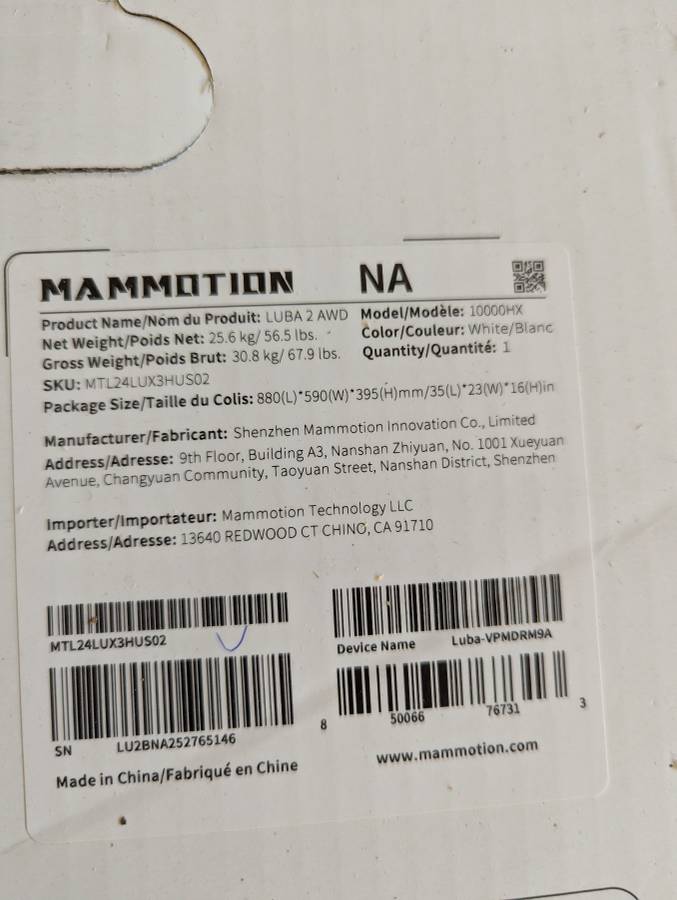 MAMMOTION NA
Product Name/Nom du Produit: LUBA 2 AWD Model/Modèle: 10000HX
Net Weight/Poids Net: 25.6 kg/ 56.5 lbs. Color/Couleur: White/Blanc
Gross Weight/Poids Brut: 30.8 kg/ 67.9 lbs. Quantity/Quantité: 1
SKU: MTL24LUX3HUS02
Package Size/Taille du Colis: 880(L)*590(W)*395(H)mm/35(L)*23(W)*16(H)in
Manufacturer/Fabricant: Shenzhen Mammotion Innovation Co., Limited
Address/Adresse: 9th Floor, Building A3, Nanshan Zhiyuan, No. 1001 Xueyuan
Avenue, Changyuan Community, Taoyuan Street, Nanshan District, Shenzhen
Importer/Importateur: Mammotion Technology LLC
Address/Adresse: 13640 REDWOOD CT CHINO, CA 91710
MTL24LUX3HUS02
Device Name Luba-VPMDRM9A
SN LU2BNA252765146
8 50066 76731 3
Made in China/Fabriqué en Chine
www.mammotion.com